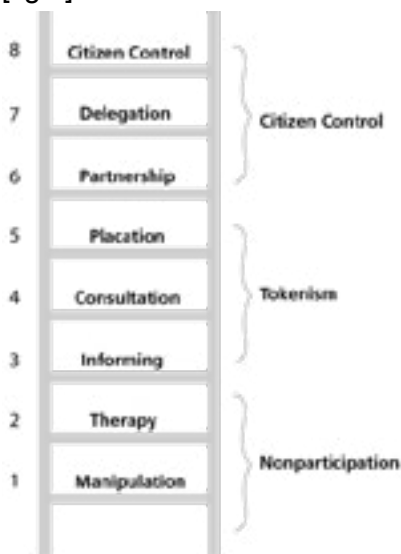 8 Citizen Control
7 Delegation
Citizen Control
6 Partnership
5 Placation
4 Consultation
Tokenism
3 Informing
2 Therapy
Nonparticipation
1 Manipulation